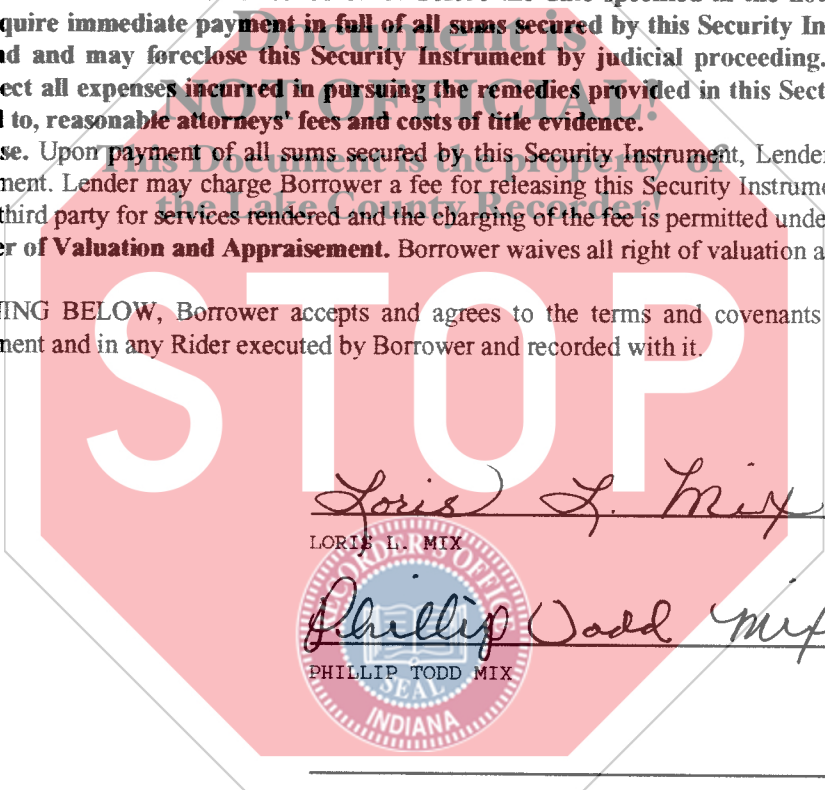 quire immediate payment in full of all sums secured by this Security In
d and may foreclose this Security Instrument by judicial proceeding.
ect all expenses incurred in pursuing the remedies provided in this Sect
l to, reasonable attorneys' fees and costs of title evidence.
se. Upon payment of all sums secured by this Security Instrument, Lende
ment. Lender may charge Borrower a fee for releasing this Security Instrume
third party for services rendered and the charging of the fee is permitted unde
er of Valuation and Appraisement. Borrower waives all right of valuation a
ING BELOW, Borrower accepts and agrees to the terms and covenants
ment and in any Rider executed by Borrower and recorded with it.
Document is
NOT OFFICIAL!
This Document is the property of
the Lake County Recorder!
STOP
Loris L. Mix
LORIS L. MIX
Phillip Todd Mix
PHILLIP TODD MIX
RECORDER'S OFFICE
SEAL
INDIANA